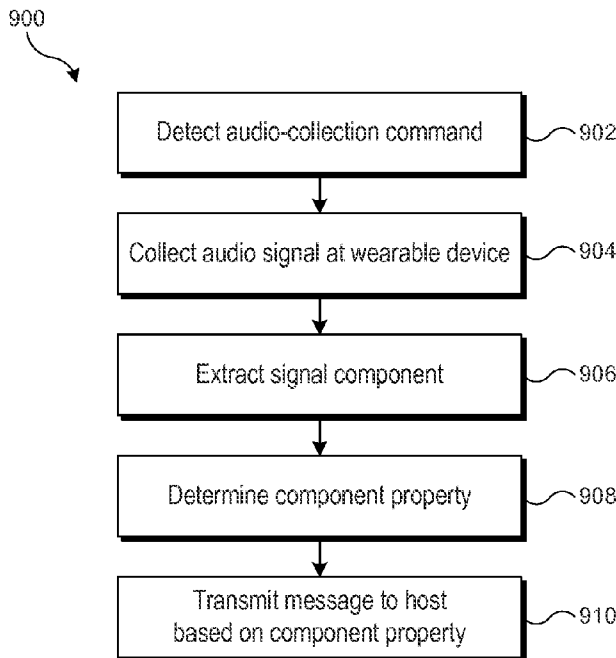 900
Detect audio-collection command
902
Collect audio signal at wearable device
904
Extract signal component
906
Determine component property
908
Transmit message to host
based on component property
910